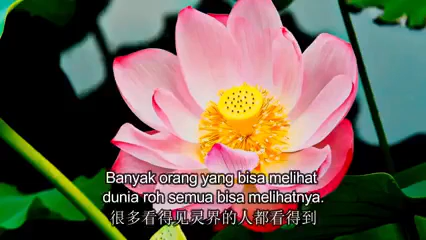 Banyak orang yang bisa melihat
dunia roh semua bisa melihatnya.
很多看得见灵界的人都看得到